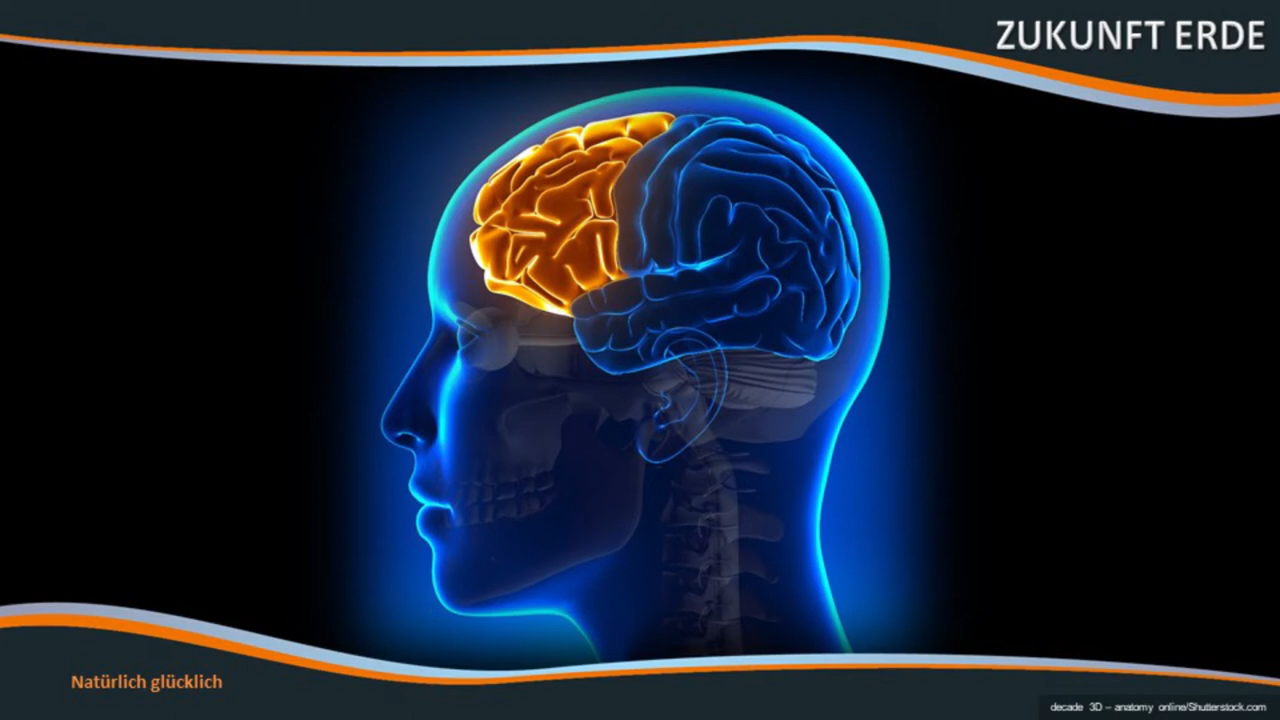 ZUKUNFT ERDE
Natürlich glücklich
decade 3D – anatomy online/Shutterstock.com